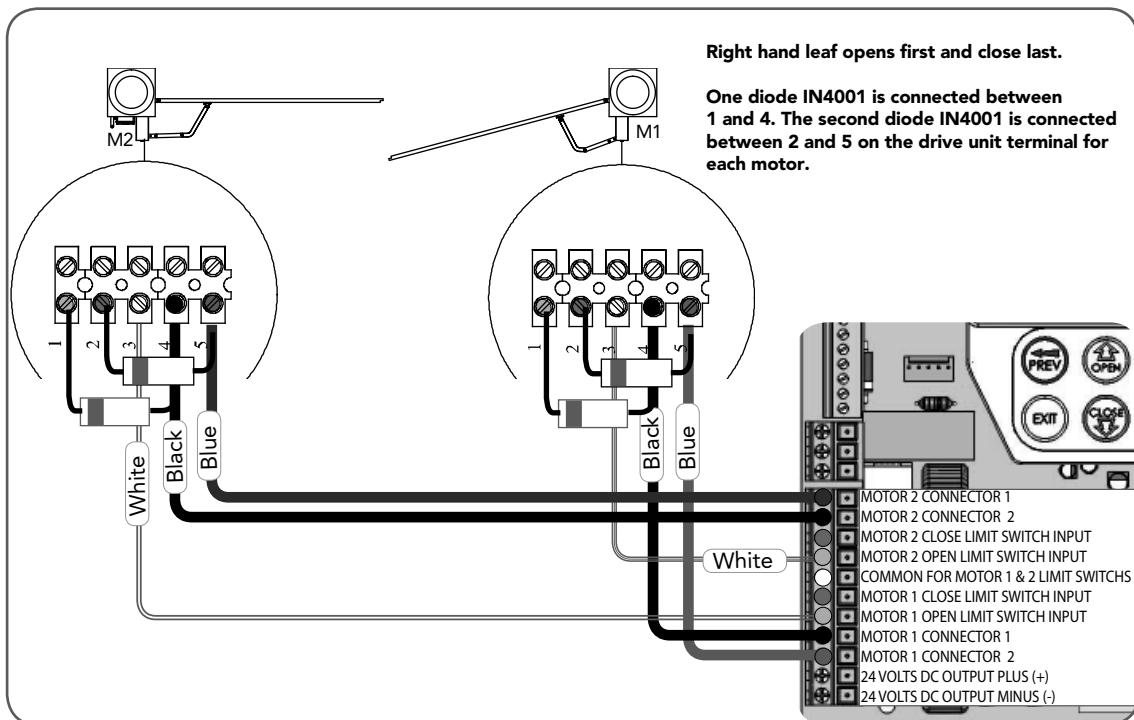 Right hand leaf opens first and close last.
One diode IN4001 is connected between
1 and 4. The second diode IN4001 is connected
between 2 and 5 on the drive unit terminal for
each motor.
M2
M1
1 2 3 4 5
1 2 3 4 5
White
Black
Blue
Black
Blue
White
PREV
OPEN
EXIT
CLOSE
MOTOR 2 CONNECTOR 1
MOTOR 2 CONNECTOR 2
MOTOR 2 CLOSE LIMIT SWITCH INPUT
MOTOR 2 OPEN LIMIT SWITCH INPUT
COMMON FOR MOTOR 1 & 2 LIMIT SWITCHS
MOTOR 1 CLOSE LIMIT SWITCH INPUT
MOTOR 1 OPEN LIMIT SWITCH INPUT
MOTOR 1 CONNECTOR 1
MOTOR 1 CONNECTOR 2
24 VOLTS DC OUTPUT PLUS (+)
24 VOLTS DC OUTPUT MINUS (-)